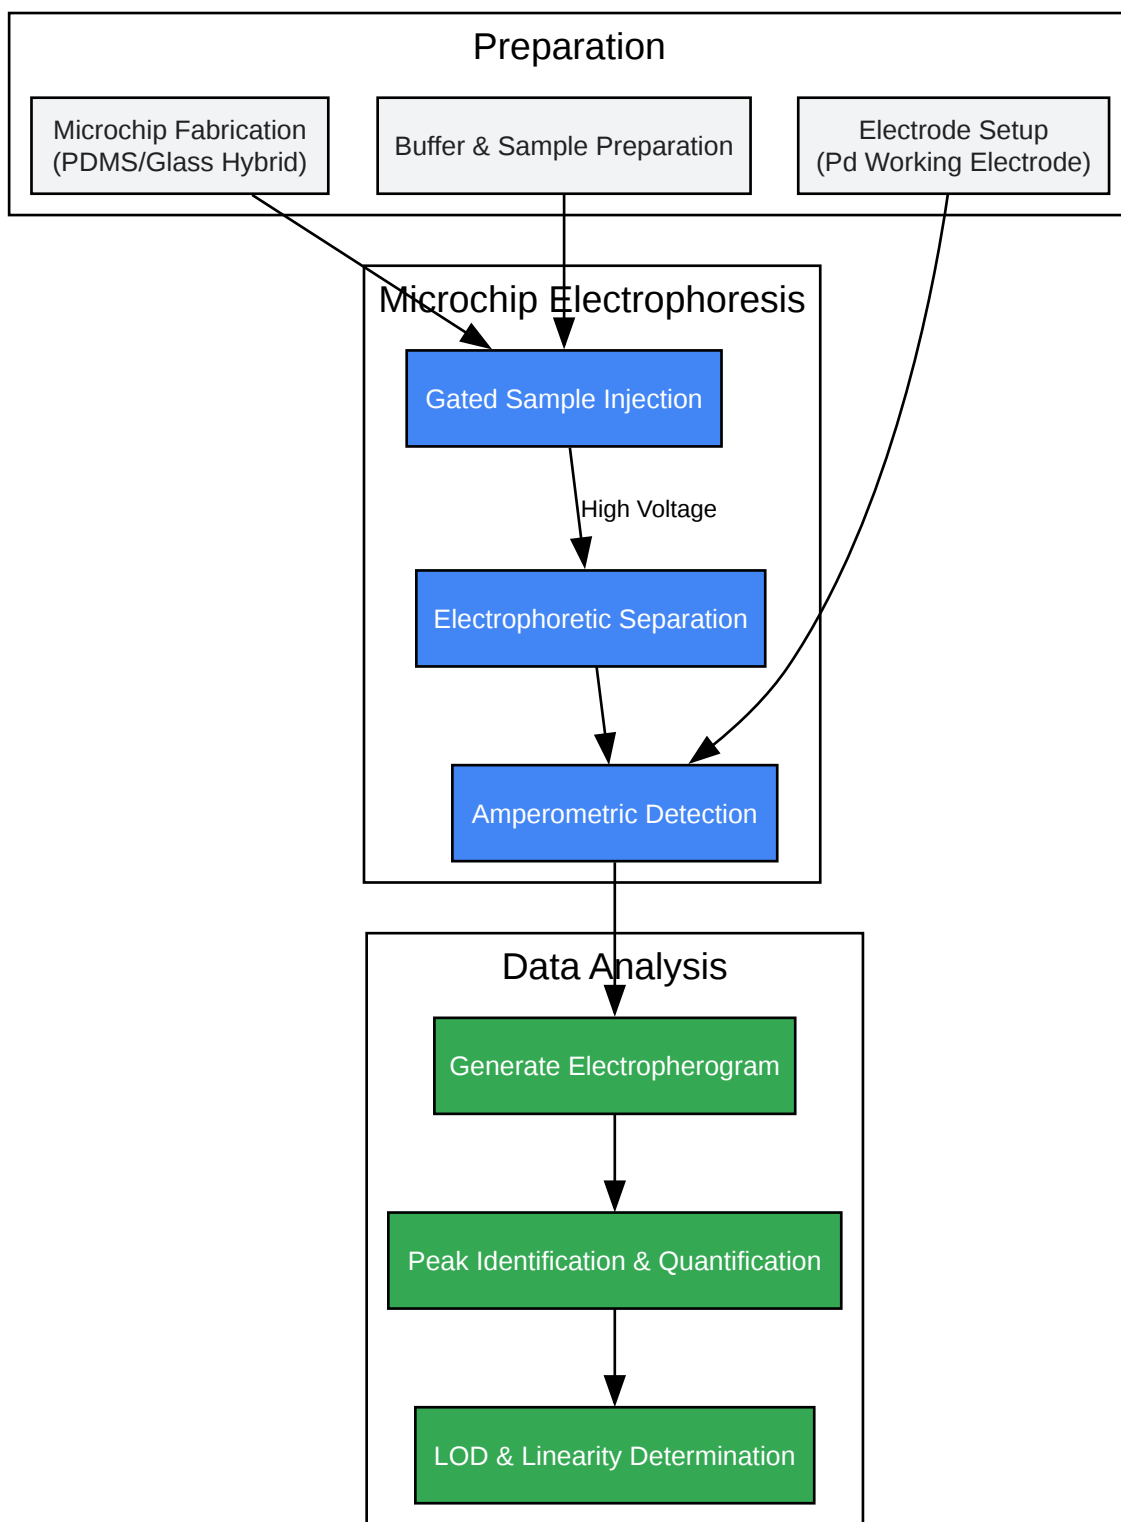 Preparation
Microchip Fabrication
(PDMS/Glass Hybrid)
Buffer & Sample Preparation
Electrode Setup
(Pd Working Electrode)
Microchip Electrophoresis
Gated Sample Injection
High Voltage
Electrophoretic Separation
Amperometric Detection
Data Analysis
Generate Electropherogram
Peak Identification & Quantification
LOD & Linearity Determination